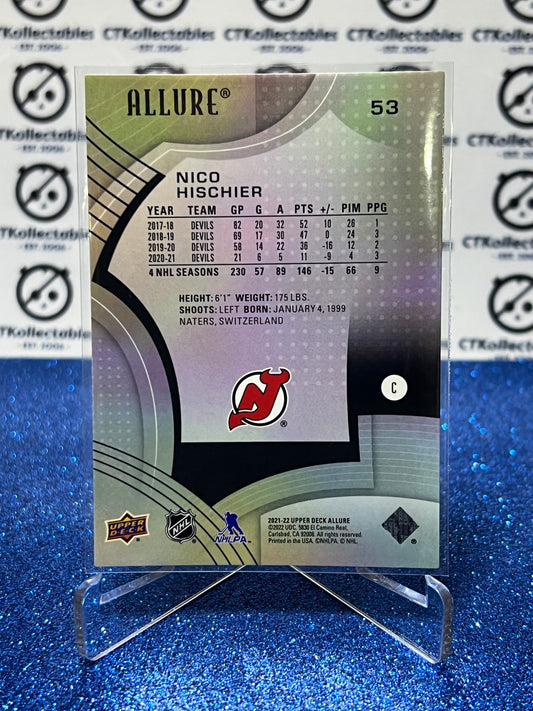 CTKollectables
EST. 2006
ALLURE®
53
NICO
HISCHIER
YEAR TEAM GP G A PTS +/- PIM PPG
2017-18 DEVILS 82 20 32 52 10 26 1
2018-19 DEVILS 69 17 30 47 0 24 3
2019-20 DEVILS 58 14 22 36 -16 12 2
2020-21 DEVILS 21 6 5 11 -9 4 3
4 NHL SEASONS 230 57 89 146 -15 66 9
HEIGHT: 6'1" WEIGHT: 175 LBS.
SHOOTS: LEFT BORN: JANUARY 4, 1999
NATERS, SWITZERLAND
NJ
®
C
UPPER
DECK
NHL
NHLPA
2021-22 UPPER DECK ALLURE
©2022 UDC. 5830 El Camino Real,
Carlsbad, CA 92008. All rights reserved.
Printed in the USA. ©NHLPA. © NHL.